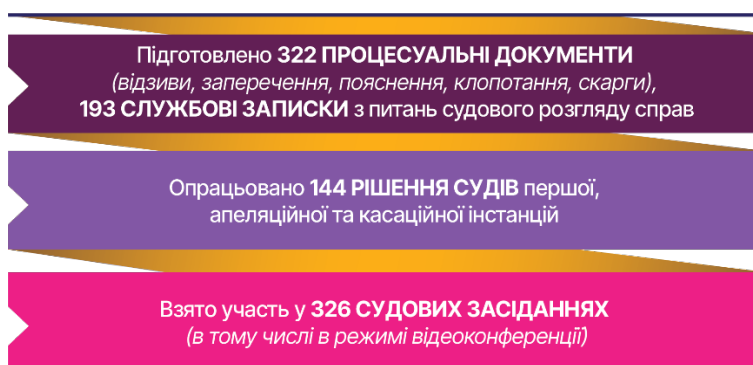 Підготовлено 322 ПРОЦЕСУАЛЬНІ ДОКУМЕНТИ
(відзиви, заперечення, пояснення, клопотання, скарги),
193 СЛУЖБОВІ ЗАПИСКИ з питань судового розгляду справ
Опрацьовано 144 РІШЕННЯ СУДІВ першої,
апеляційної та касаційної інстанцій
Взято участь у 326 СУДОВИХ ЗАСІДАННЯХ
(в тому числі в режимі відеоконференції)